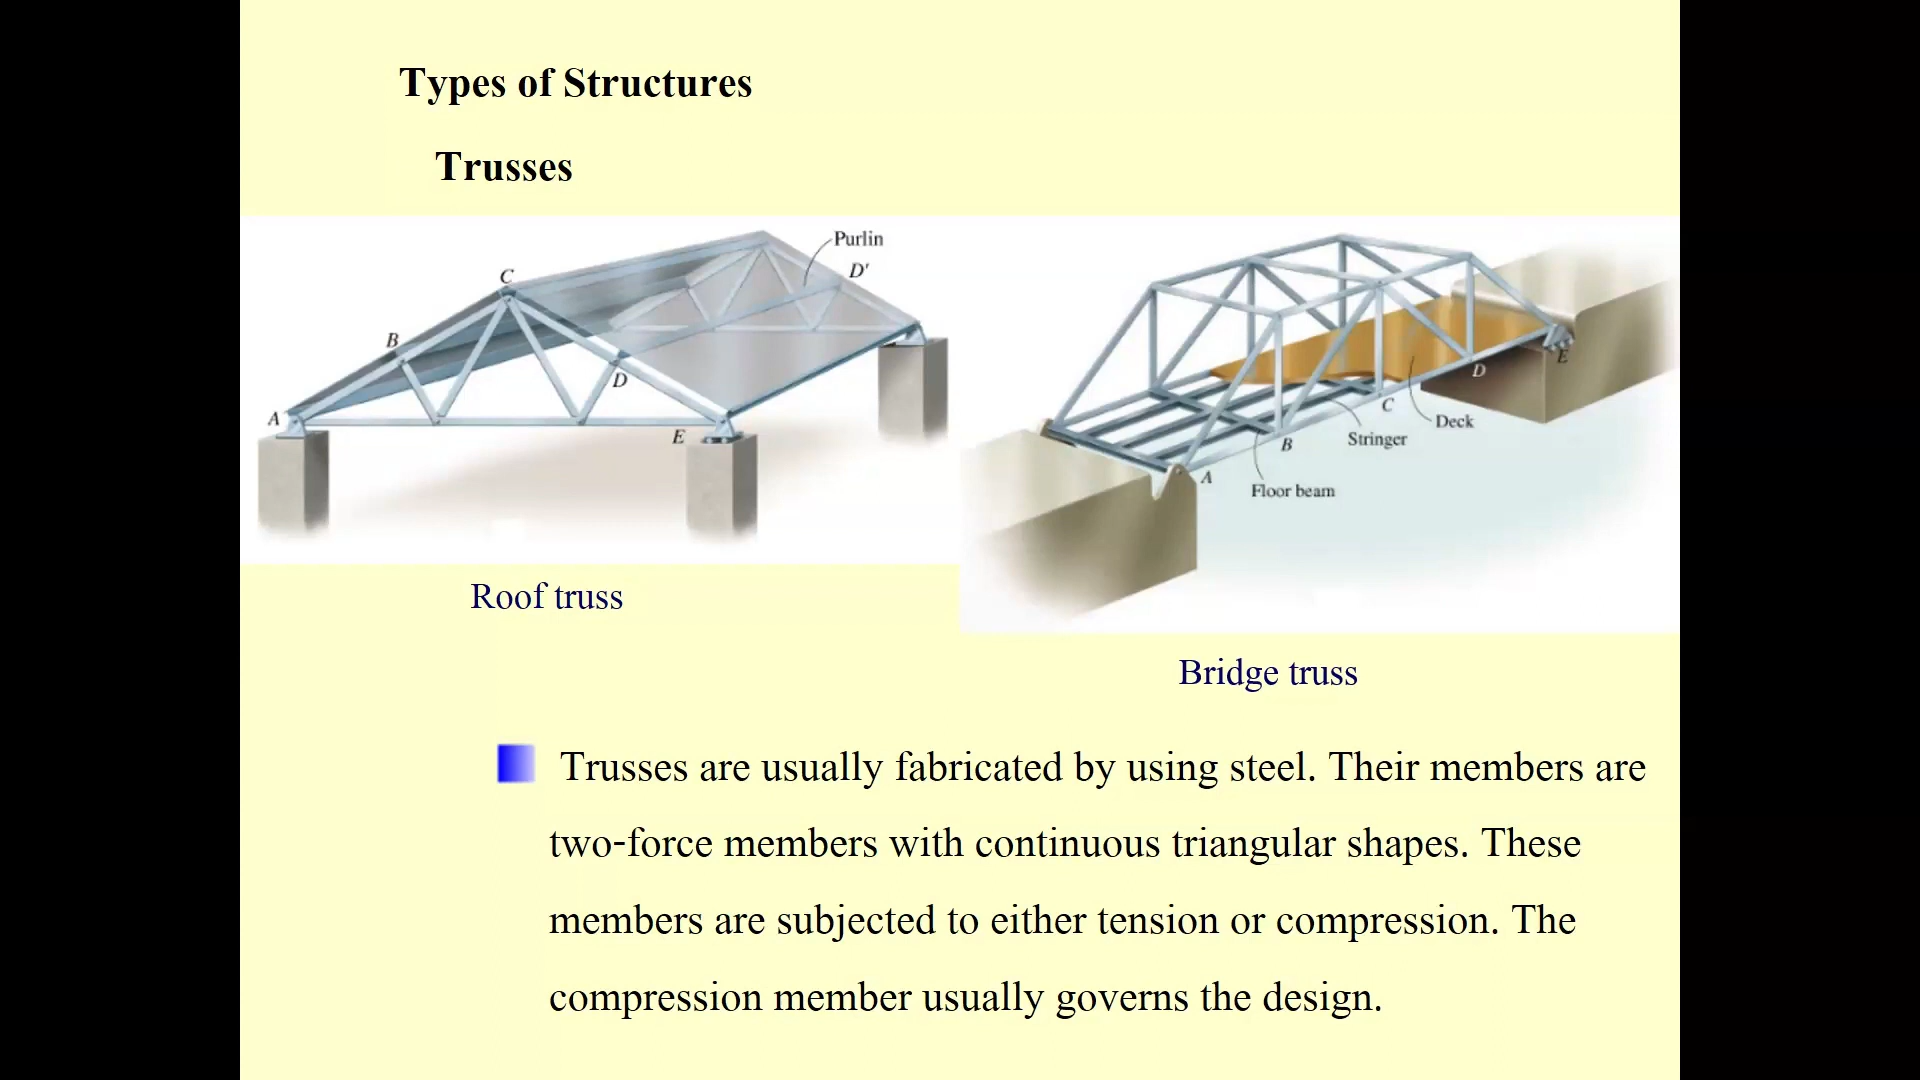 Types of Structures
Trusses
Purlin
D'
C
B
D
A
E
Roof truss
E
D
C
Deck
Stringer
B
A
Floor beam
Bridge truss
Trusses are usually fabricated by using steel. Their members are
two-force members with continuous triangular shapes. These
members are subjected to either tension or compression. The
compression member usually governs the design.